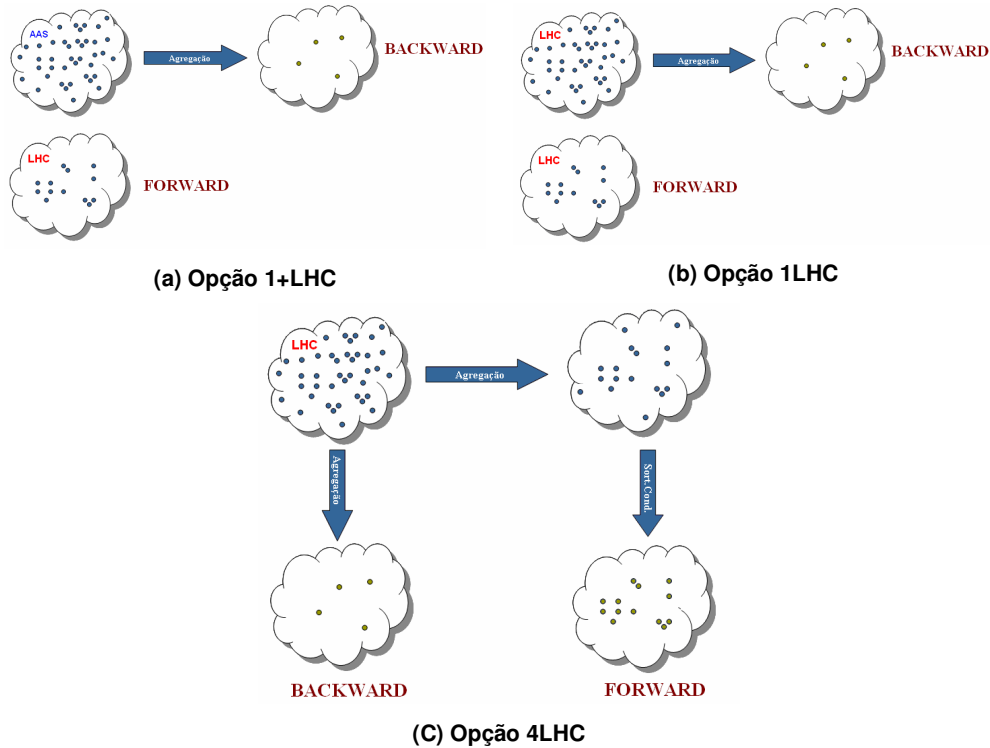 AAS
Agregação
BACKWARD
LHC
FORWARD
(a) Opção 1+LHC
LHC
Agregação
BACKWARD
LHC
FORWARD
(b) Opção 1LHC
LHC
Agregação
Agregação
Sort.Cond.
BACKWARD
FORWARD
(C) Opção 4LHC